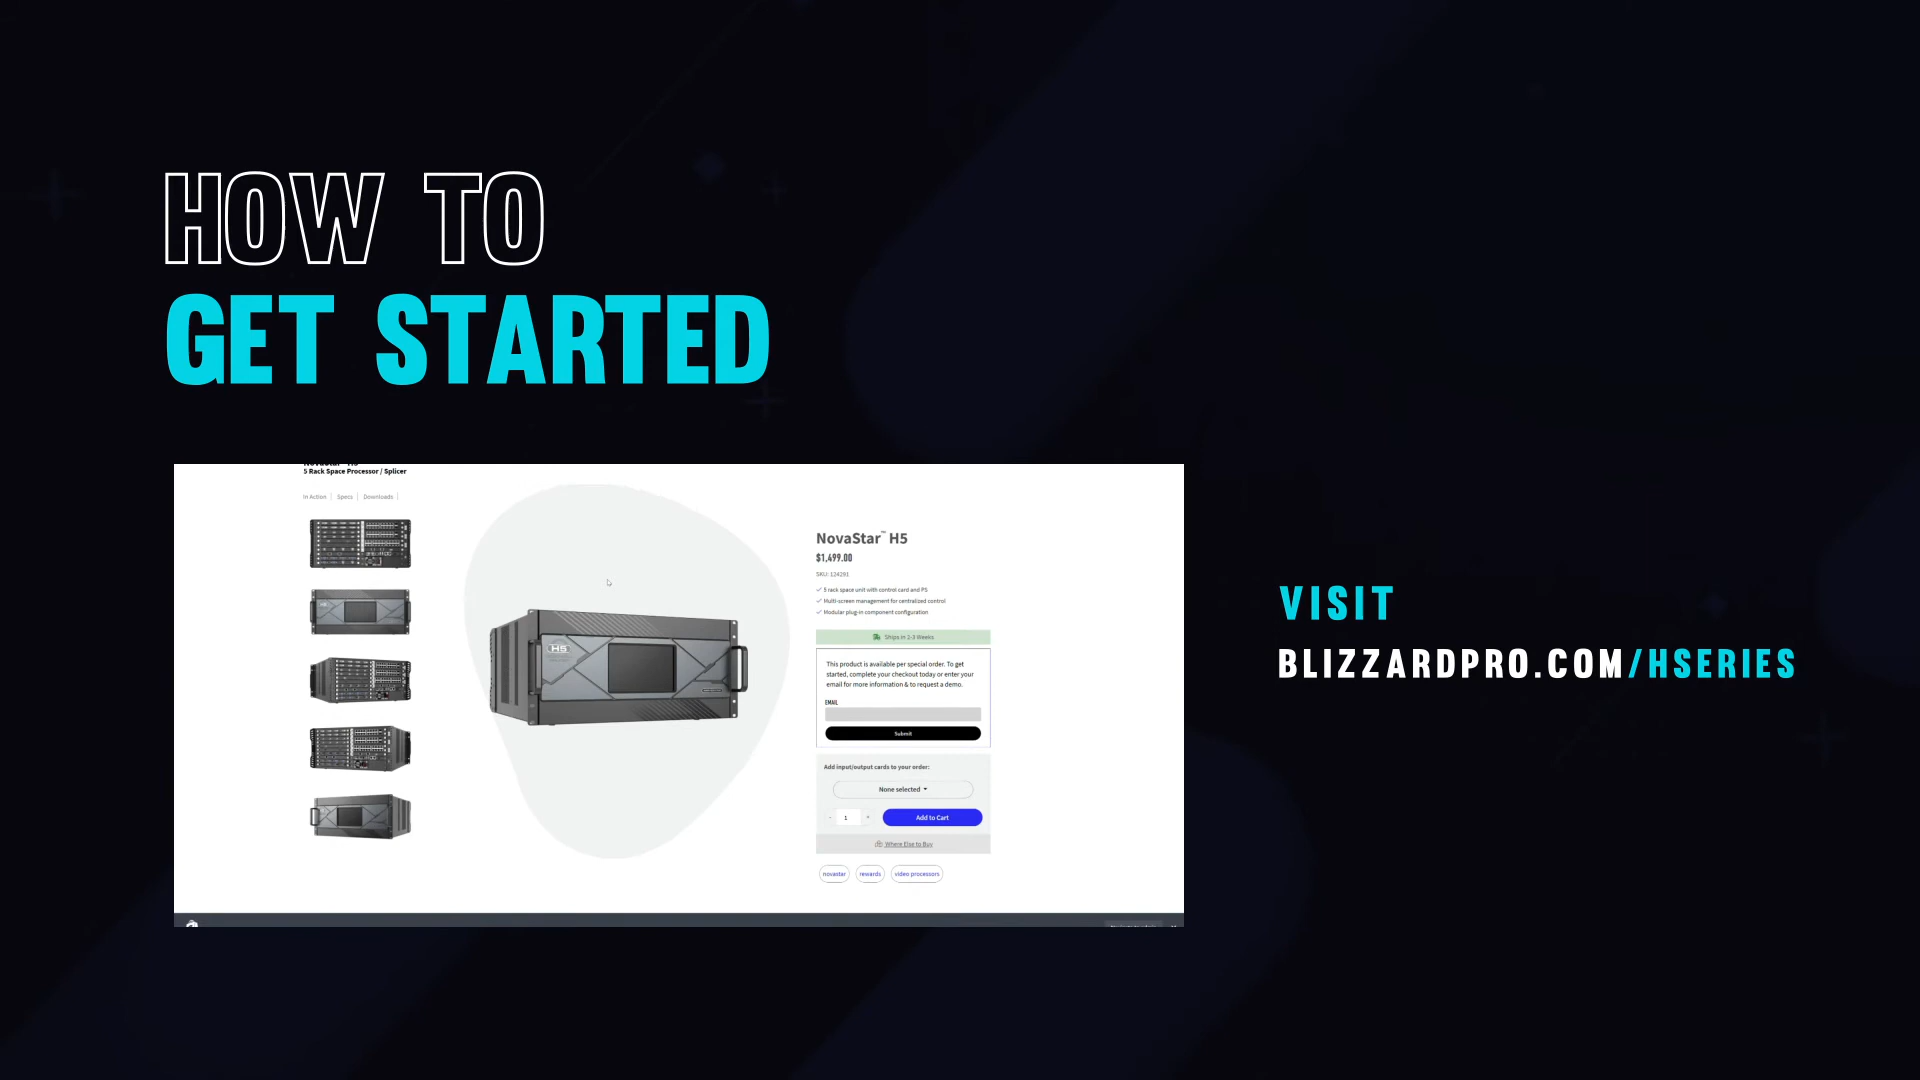 HOW TO
GET STARTED
5 Rack Space Processor / Splicer
In Action
Specs
Downloads
H5
NovaStar™ H5
$1,499.00
SKU: 124291
5 rack space unit with control card and PS
Multi-screen management for centralized control
Modular plug-in component configuration
Ships in 2-3 Weeks
This product is available per special order. To get
started, complete your checkout today or enter your
email for more information & to request a demo.
EMAIL
Submit
Add input/output cards to your order:
None selected
- 1 +
Add to Cart
Where Else to Buy
novastar
rewards
video processors
VISIT
BLIZZARDPRO.COM/HSERIES